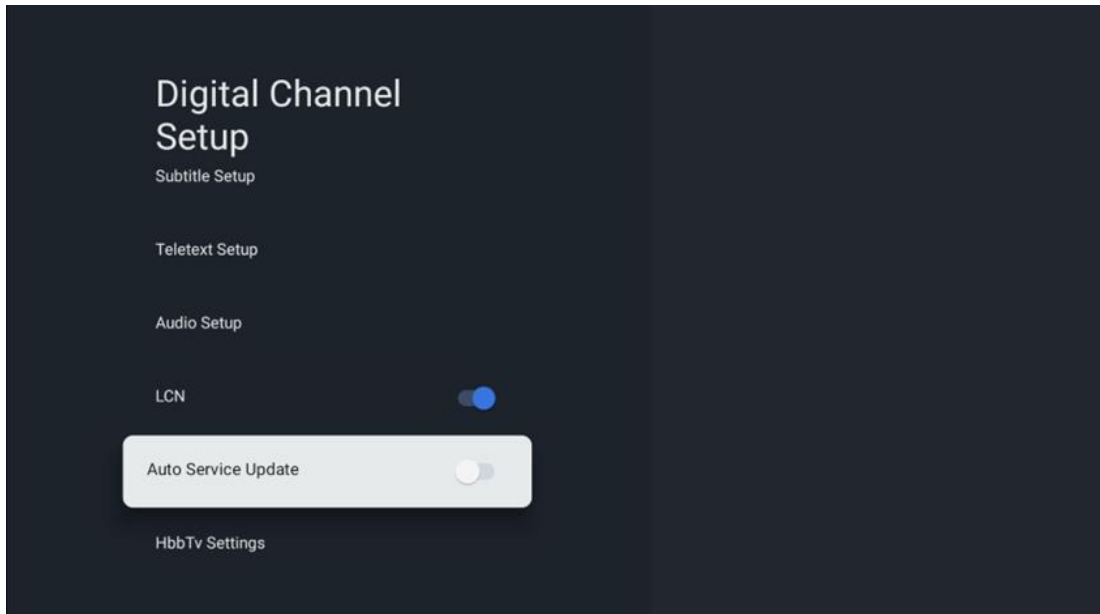 Digital Channel
Setup
Subtitle Setup
Teletext Setup
Audio Setup
LCN
Auto Service Update
HbbTv Settings